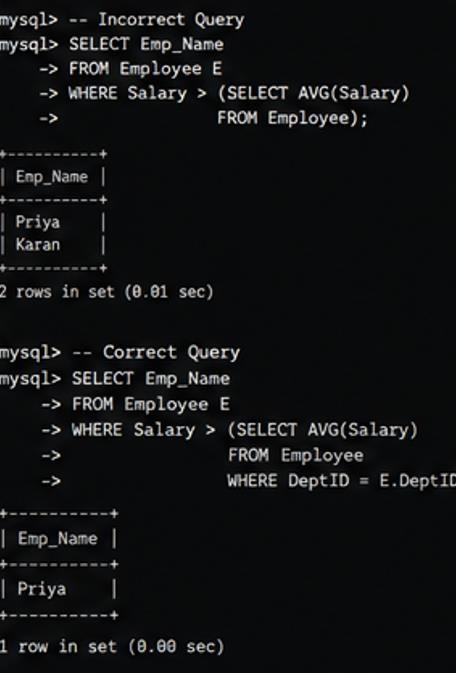 mysql> -- Incorrect Query
mysql> SELECT Emp_Name
-> FROM Employee E
-> WHERE Salary > (SELECT AVG(Salary)
-> FROM Employee);
+----------+
| Emp_Name |
+----------+
| Priya |
| Karan |
+----------+
2 rows in set (0.01 sec)
mysql> -- Correct Query
mysql> SELECT Emp_Name
-> FROM Employee E
-> WHERE Salary > (SELECT AVG(Salary)
-> FROM Employee
-> WHERE DeptID = E.DeptID
+----------+
| Emp_Name |
+----------+
| Priya |
+----------+
1 row in set (0.00 sec)